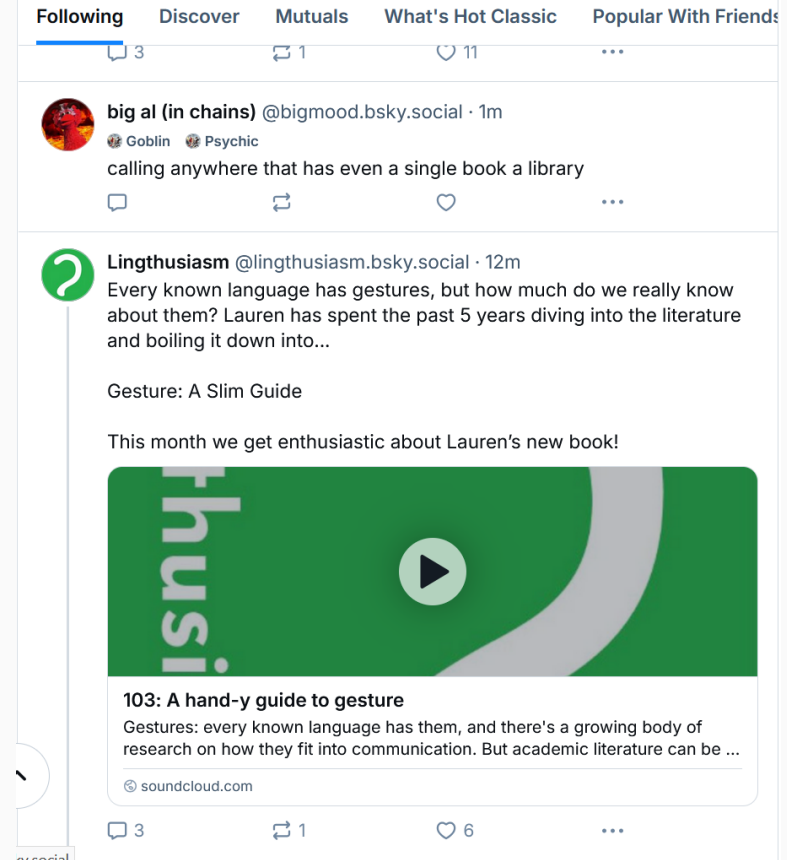 Following Discover Mutuals What's Hot Classic Popular With Friends
3 1 11
big al (in chains) @bigmood.bsky.social · 1m
Goblin Psychic
calling anywhere that has even a single book a library
Lingthusiasm @lingthusiasm.bsky.social · 12m
Every known language has gestures, but how much do we really know
about them? Lauren has spent the past 5 years diving into the literature
and boiling it down into...
Gesture: A Slim Guide
This month we get enthusiastic about Lauren’s new book!
thusi
103: A hand-y guide to gesture
Gestures: every known language has them, and there's a growing body of
research on how they fit into communication. But academic literature can be ...
soundcloud.com
3 1 6